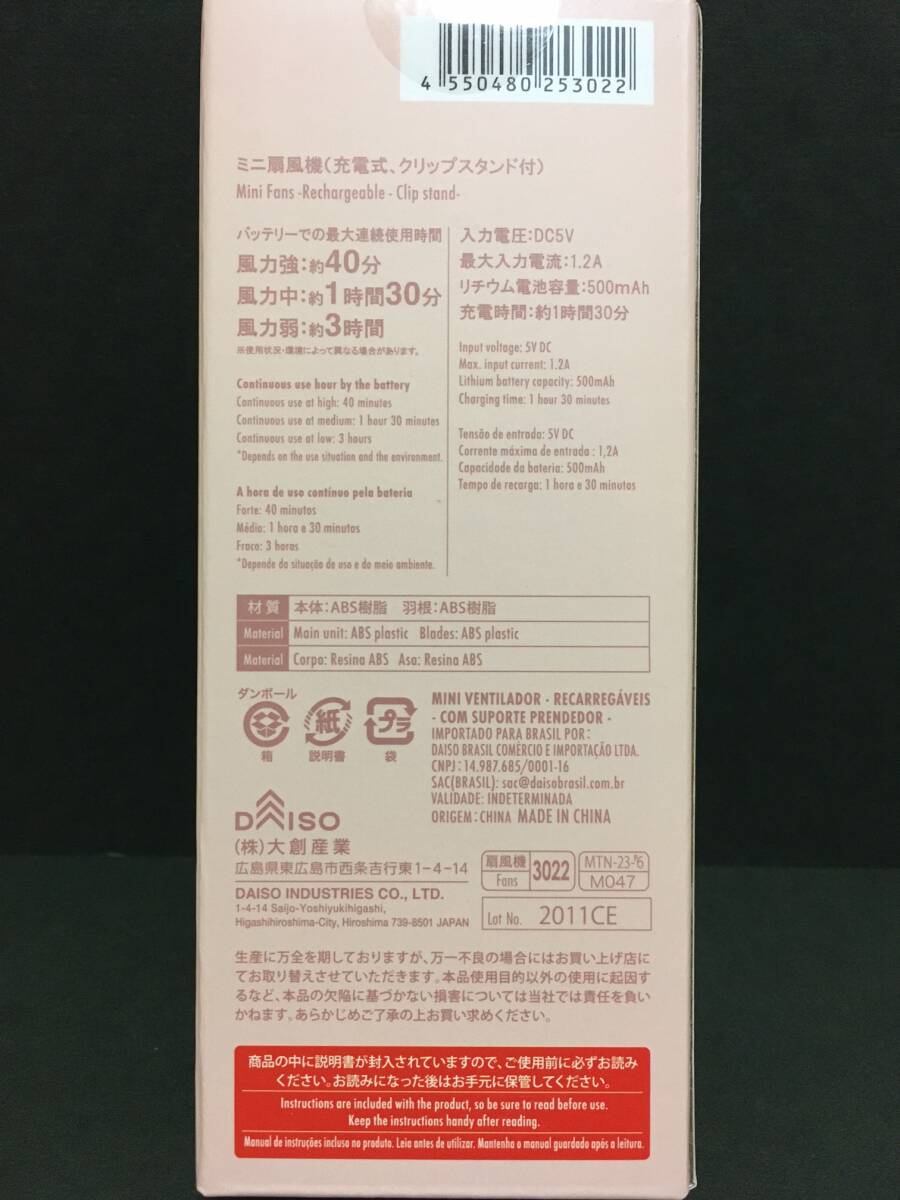 4 550480 253022
ミニ扇風機(充電式、クリップスタンド付)
Mini Fans -Rechargeable - Clip stand-
バッテリーでの最大連続使用時間
風力強:約40分
風力中:約1時間30分
風力弱:約3時間
※使用状況・環境によって異なる場合があります。
Continuous use hour by the battery
Continuous use at high: 40 minutes
Continuous use at medium: 1 hour 30 minutes
Continuous use at low: 3 hours
*Depends on the use situation and the environment.
A hora de uso contínuo pela bateria
Forte: 40 minutos
Médio: 1 hora e 30 minutos
Fraco: 3 horas
*Depende da situação de uso e do meio ambiente.
入力電圧:DC5V
最大入力電流:1.2A
リチウム電池容量:500mAh
充電時間:約1時間30分
Input voltage: 5V DC
Max. input current: 1.2A
Lithium battery capacity: 500mAh
Charging time: 1 hour 30 minutes
Tensão de entrada: 5V DC
Corrente máxima de entrada : 1,2A
Capacidade da bateria: 500mAh
Tempo de recarga: 1 hora e 30 minutos
材質 本体:ABS樹脂 羽根:ABS樹脂
Material Main unit: ABS plastic Blades: ABS plastic
Material Corpo: Resina ABS Asa: Resina ABS
ダンボール
箱
紙
説明書
プラ
袋
MINI VENTILADOR - RECARREGÁVEIS
- COM SUPORTE PRENDEDOR -
IMPORTADO PARA BRASIL POR:
DAISO BRASIL COMÉRCIO E IMPORTAÇÃO LTDA.
CNPJ: 14.987.685/0001-16
SAC(BRASIL): sac@daisobrasil.com.br
VALIDADE: INDETERMINADA
ORIGEM: CHINA MADE IN CHINA
DAISO
(株)大創産業
広島県東広島市西条吉行東1-4-14
DAISO INDUSTRIES CO., LTD.
1-4-14 Saijo-Yoshiyukihigashi,
Higashihiroshima-City, Hiroshima 739-8501 JAPAN
扇風機
Fans
3022
MTN-23-
M047
Lot No. 2011CE
生産に万全を期しておりますが、万一不良の場合にはお買い上げ店に
てお取り替えさせていただきます。本品使用目的以外の使用に起因す
るなど、本品の欠陥に基づかない損害については当社では責任を負い
かねます。あらかじめご了承の上お買い求めください。
商品の中に説明書が封入されていますので、ご使用前に必ずお読み
ください。お読みになった後はお手元に保管してください。
Instructions are included with the product, so be sure to read before use.
Keep the instructions handy after reading.
Manual de instruções incluso no produto. Leia antes de utilizar. Mantenha o manual guardado após a leitura.